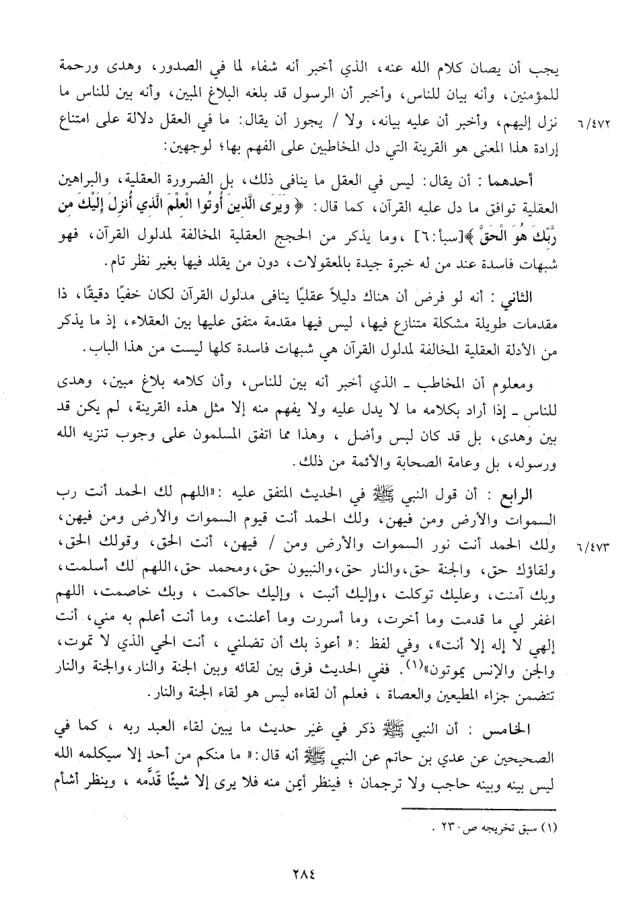 يجب أن يصان كلام الله عنه، الذي أخبر أنه شفاء لما في الصدور، وهدى ورحمة
للمؤمنين، وأنه بيان للناس، وأخبر أن الرسول قد بلغه البلاغ المبين، وأنه بين للناس ما
٦/٤٧٢ نزل إليهم، وأخبر أن عليه بيانه، ولا / يجوز أن يقال: ما في العقل دلالة على امتناع
إرادة هذا المعنى هو القرينة التي دل المخاطبين على الفهم بها؛ لوجهين:
أحدهما : أن يقال: ليس في العقل ما ينافى ذلك، بل الضرورة العقلية، والبراهين
العقلية توافق ما دل عليه القرآن، كما قال: ﴿ وَيَرَى الَّذِينَ أُوتُوا الْعِلْمَ الَّذِي أُنزِلَ إِلَيْكَ مِن
رَّبِّكَ هُوَ الْحَقَّ ﴾[سبأ:٦] ،وما يذكر من الحجج العقلية المخالفة لمدلول القرآن، فهو
شبهات فاسدة عند من له خبرة جيدة بالمعقولات، دون من يقلد فيها بغير نظر تام.
الثاني : أنه لو فرض أن هناك دليلاً عقليًا ينافى مدلول القرآن لكان خفيًا دقيقًا، ذا
مقدمات طويلة مشكلة متنازع فيها، ليس فيها مقدمة متفق عليها بين العقلاء، إذ ما يذكر
من الأدلة العقلية المخالفة لمدلول القرآن هي شبهات فاسدة كلها ليست من هذا الباب.
ومعلوم أن المخاطب ـ الذي أخبر أنه بين للناس، وأن كلامه بلاغ مبين، وهدى
للناس ـ إذا أراد بكلامه ما لا يدل عليه ولا يفهم منه إلا مثل هذه القرينة، لم يكن قد
بين وهدى، بل قد كان لبس وأضل ، وهذا مما اتفق المسلمون على وجوب تنزيه الله
ورسوله، بل وعامة الصحابة والأئمة من ذلك.
الرابع : أن قول النبي ﷺ في الحديث المتفق عليه :«اللهم لك الحمد أنت رب
السموات والأرض ومن فيهن، ولك الحمد أنت قيوم السموات والأرض ومن فيهن،
٦/٤٧٣ ولك الحمد أنت نور السموات والأرض ومن / فيهن، أنت الحق، وقولك الحق،
ولقاؤك حق، والجنة حق،والنار حق،والنبيون حق،ومحمد حق،اللهم لك أسلمت،
وبك آمنت، وعليك توكلت ،وإليك أنبت ، وإليك حاكمت ، وبك خاصمت، اللهم
اغفر لي ما قدمت وما أخرت، وما أسررت وما أعلنت، وما أنت أعلم به مني، أنت
إلهي لا إله إلا أنت»، وفي لفظ :« أعوذ بك أن تضلني ، أنت الحي الذي لا تموت،
والجن والإنس يموتون»(١). ففي الحديث فرق بين لقائه وبين الجنة والنار،والجنة والنار
تتضمن جزاء المطيعين والعصاة ، فعلم أن لقاءه ليس هو لقاء الجنة والنار.
الخامس : أن النبي ﷺ ذكر في غير حديث ما يبين لقاء العبد ربه ، كما في
الصحيحين عن عدي بن حاتم عن النبي ﷺ أنه قال:« ما منكم من أحد إلا سيكلمه الله
ليس بينه وبينه حاجب ولا ترجمان ؛ فينظر أيمن منه فلا يرى إلا شيئًا قَدَّمه ، وينظر أشأم
(١) سبق تخريجه ص٢٣٠ .
٢٨٤